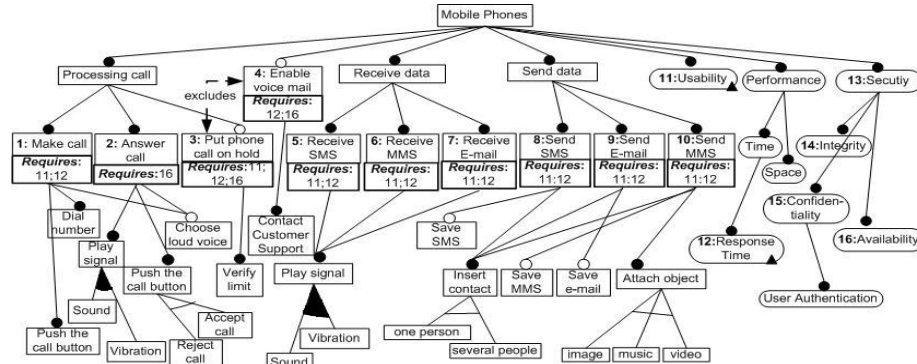 Mobile Phones
Processing call
4: Enable
voice mail
Requires:
12;16
Receive data
Send data
11:Usability
Performance
13:Secutiy
excludes
1: Make call
Requires:
11;12
2: Answer
call
Requires:16
3: Put phone
call on hold
Requires:11;
12;16
5: Receive
SMS
Requires:
11;12
6: Receive
MMS
Requires:
11;12
7: Receive
E-mail
Requires:
11:12
8:Send
SMS
Requires:
11:12
9:Send
E-mail
Requires:
11:12
10:Send
MMS
Requires:
11:12
Time
Space
14:Integrity
15:Confiden-
tiality
16:Availability
12:Response
Time
User Authentication
Dial
number
Choose
loud voice
Play
signal
Push the
call button
Sound
Vibration
Push the
call button
Accept
call
Reject
call
Verify
limit
Contact
Customer
Support
Play signal
Vibration
Sound
Save
SMS
Insert
contact
Save
MMS
Save
e-mail
Attach object
one person
several people
image
music
video